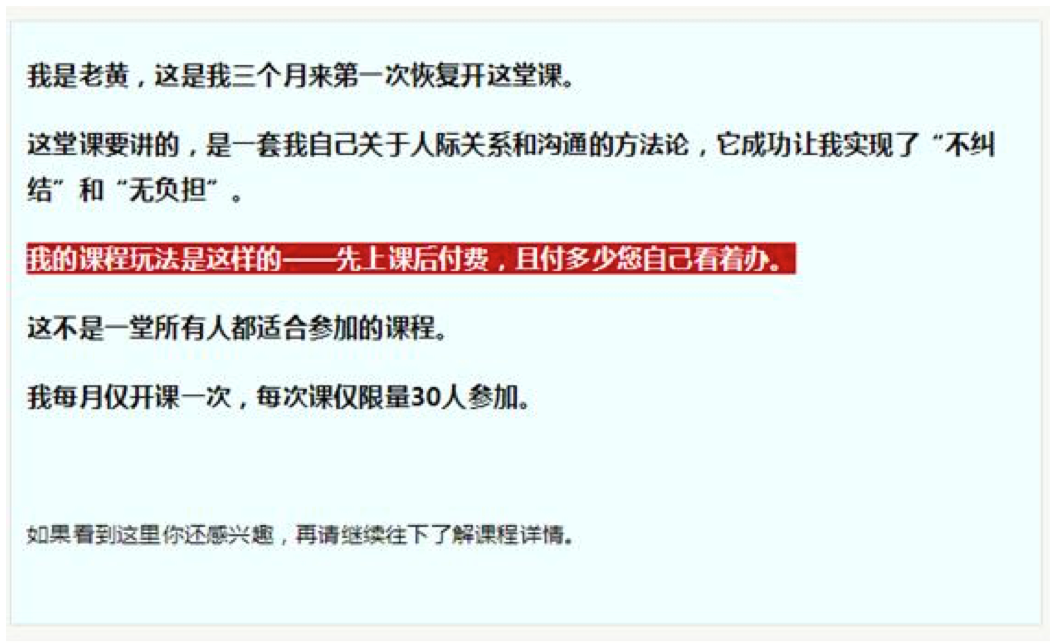 我是老黄，这是我三个月来第一次恢复开这堂课。
这堂课要讲的，是一套我自己关于人际关系和沟通的方法论，它成功让我实现了“不纠
结”和“无负担”。
我的课程玩法是这样的——先上课后付费，且付多少您自己看着办。
这不是一堂所有人都适合参加的课程。
我每月仅开课一次，每次课仅限量30人参加。
如果看到这里你还感兴趣，再请继续往下了解课程详情。